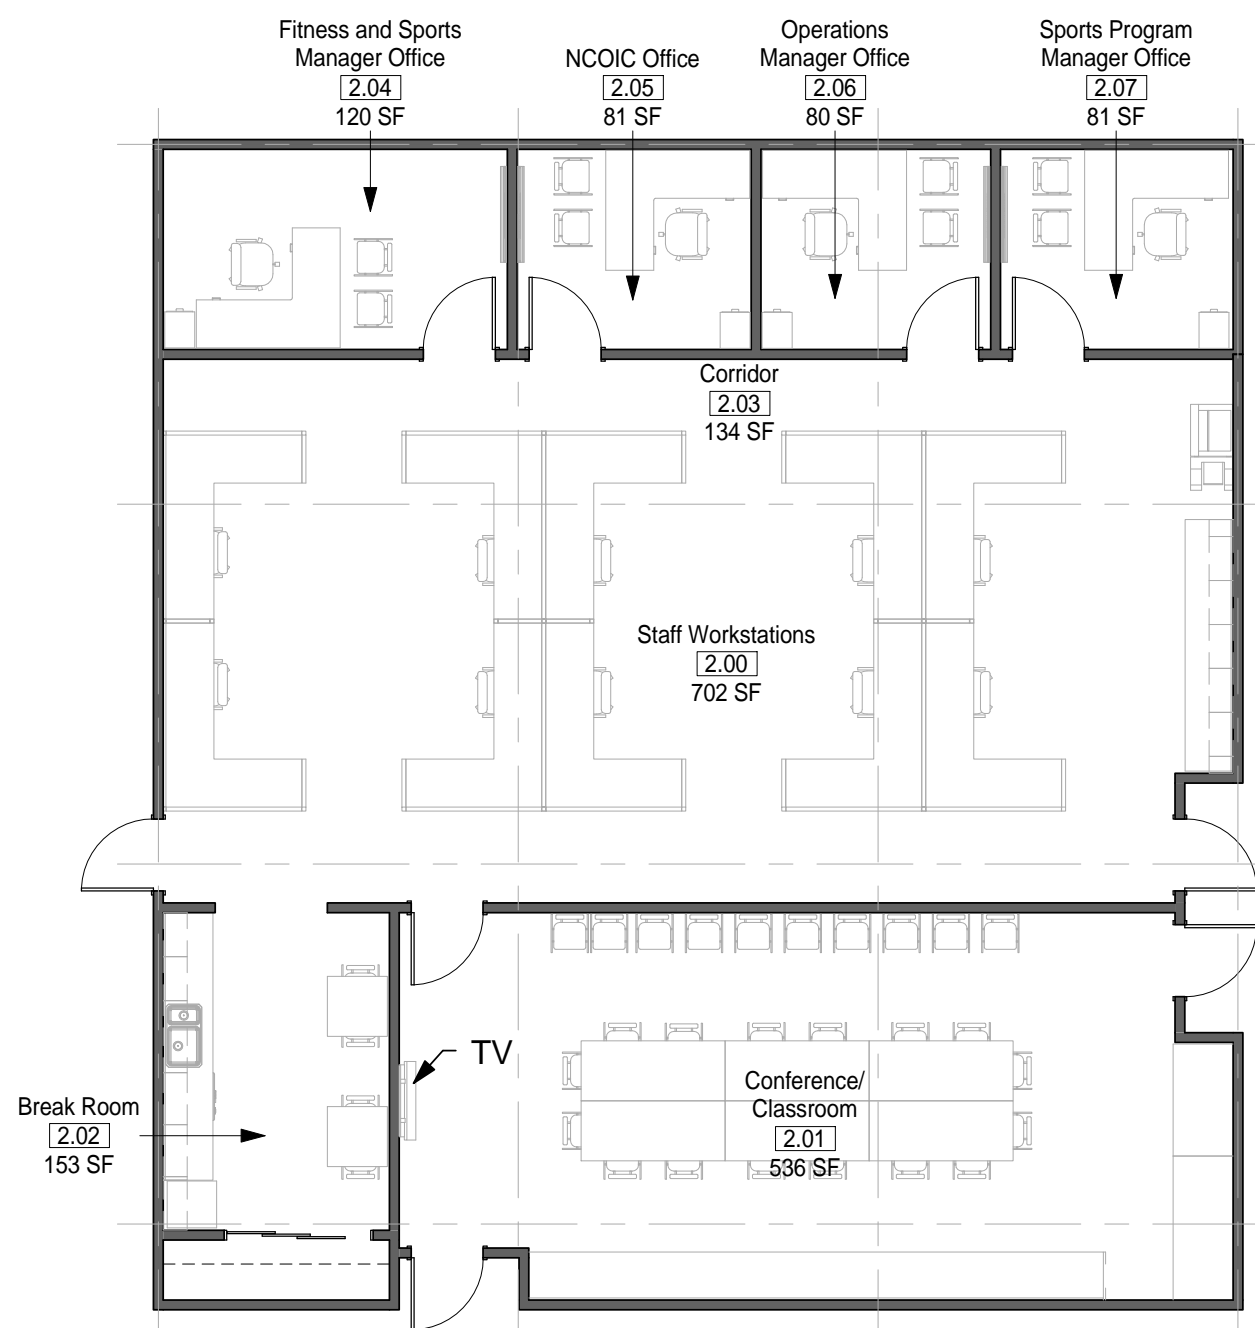 Fitness and Sports
Manager Office
2.04
120 SF
NCOIC Office
2.05
81 SF
Operations
Manager Office
2.06
80 SF
Sports Program
Manager Office
2.07
81 SF
Corridor
2.03
134 SF
Staff Workstations
2.00
702 SF
TV
Conference/
Classroom
2.01
536 SF
Break Room
2.02
153 SF